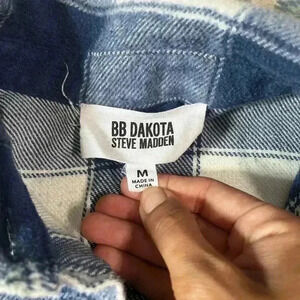 BB DAKOTA
STEVE MADDEN
M
MADE IN
CHINA